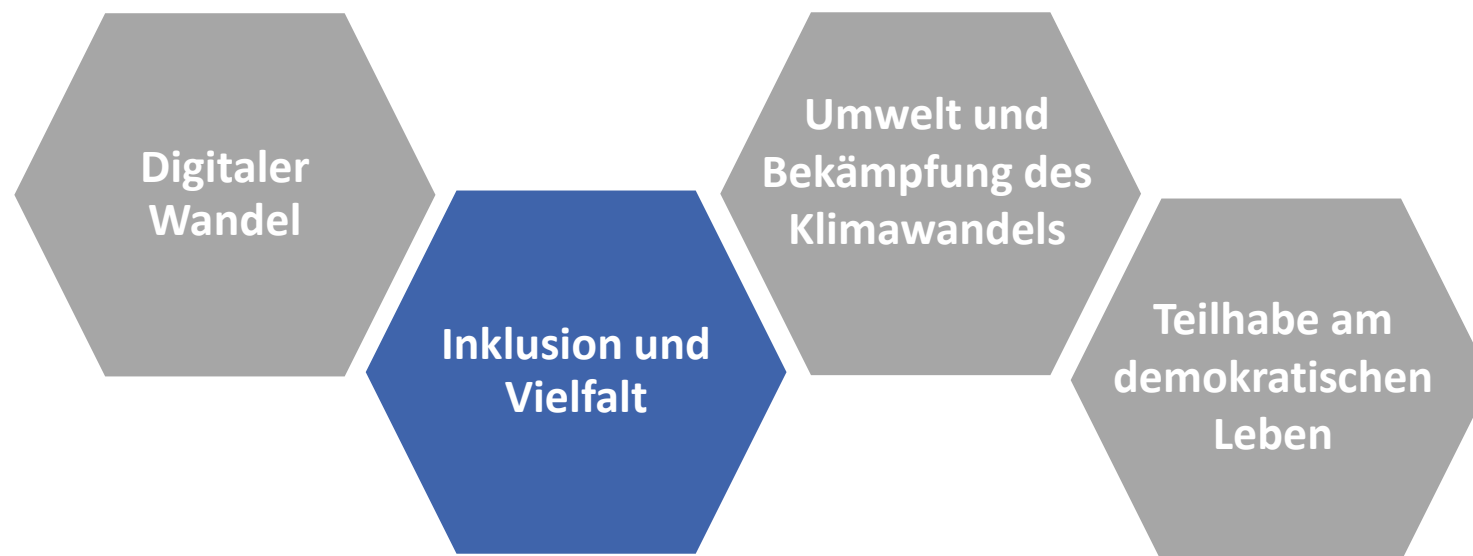 Digitaler
Wandel
Inklusion und
Vielfalt
Umwelt und
Bekämpfung des
Klimawandels
Teilhabe am
demokratischen
Leben